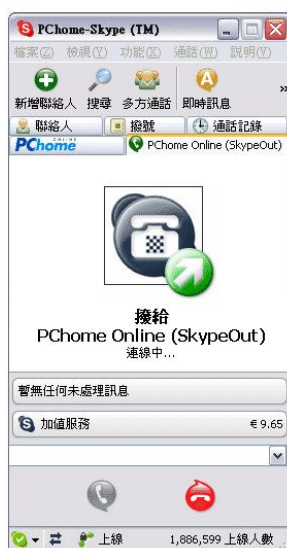 PChome-Skype (TM)
檔案(Z) 檢視(Y) 功能(X) 通話(W) 說明(V)
新增聯絡人 搜尋 多方通話 即時訊息 »
聯絡人 撥號 通話記錄
PChome ONLINE PChome Online (SkypeOut)
接給
PChome Online (SkypeOut)
連線中...
暫無任何未處理訊息
加值服務 € 9.65
上線 1,886,599 上線人數